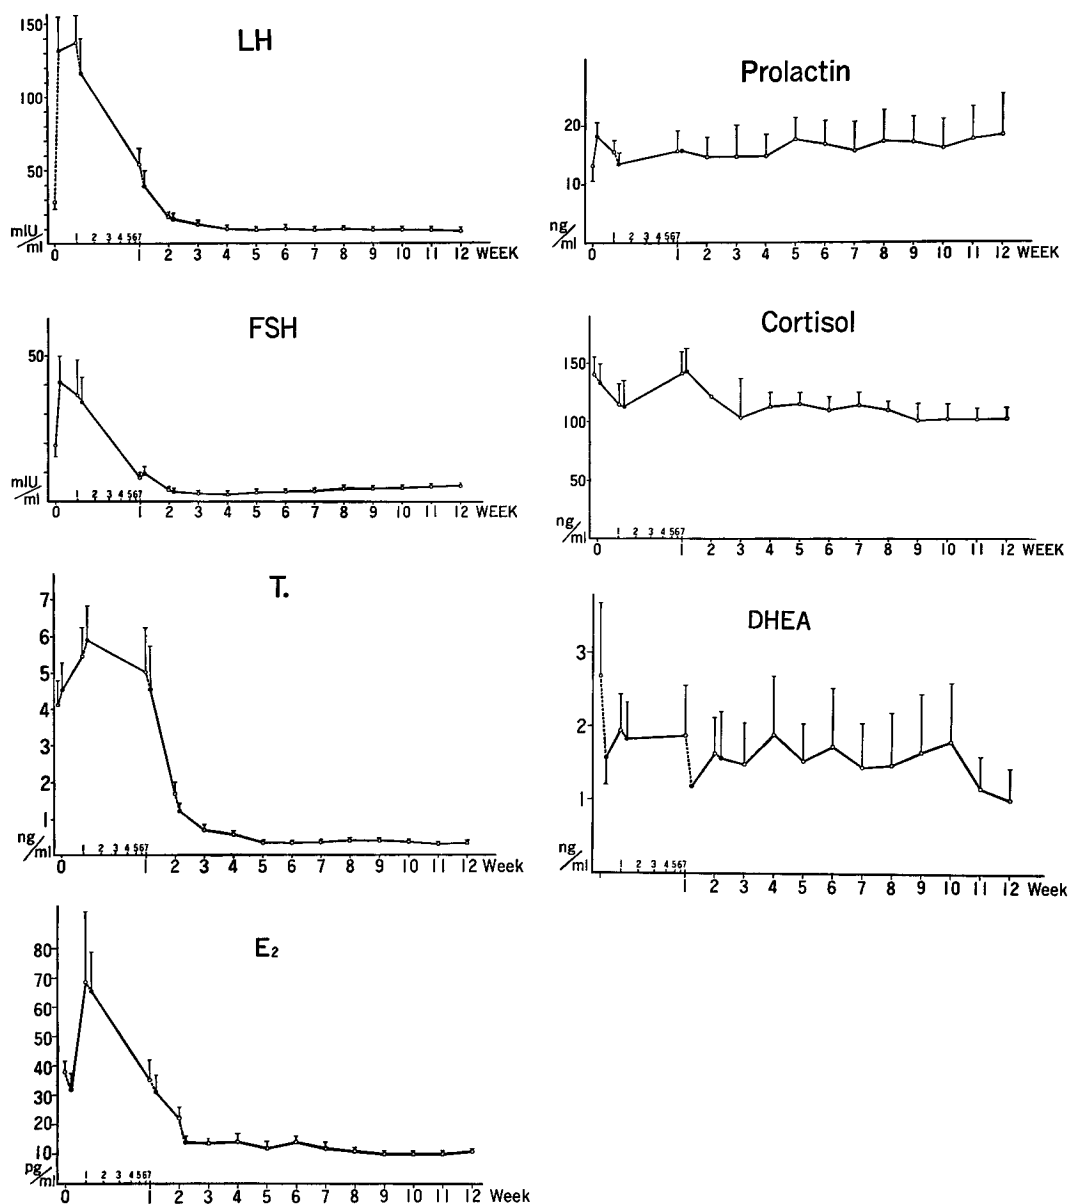 LH
150
100
50
mIU/ml
1 2 3 4 5 6 7
0 1 2 3 4 5 6 7 8 9 10 11 12 WEEK
FSH
50
mIU/ml
1 2 3 4 5 6 7
0 1 2 3 4 5 6 7 8 9 10 11 12 WEEK
T.
7
6
5
4
3
2
1
ng/ml
1 2 3 4 5 6 7
0 1 2 3 4 5 6 7 8 9 10 11 12 Week
E₂
80
70
60
50
40
30
20
10
pg/ml
1 2 3 4 5 6 7
0 1 2 3 4 5 6 7 8 9 10 11 12 Week
Prolactin
20
10
ng/ml
1 2 3 4 5 6 7
0 1 2 3 4 5 6 7 8 9 10 11 12 WEEK
Cortisol
150
100
50
ng/ml
1 2 3 4 5 6 7
0 1 2 3 4 5 6 7 8 9 10 11 12 WEEK
DHEA
3
2
1
ng/ml
1 2 3 4 5 6 7
1 2 3 4 5 6 7 8 9 10 11 12 Week